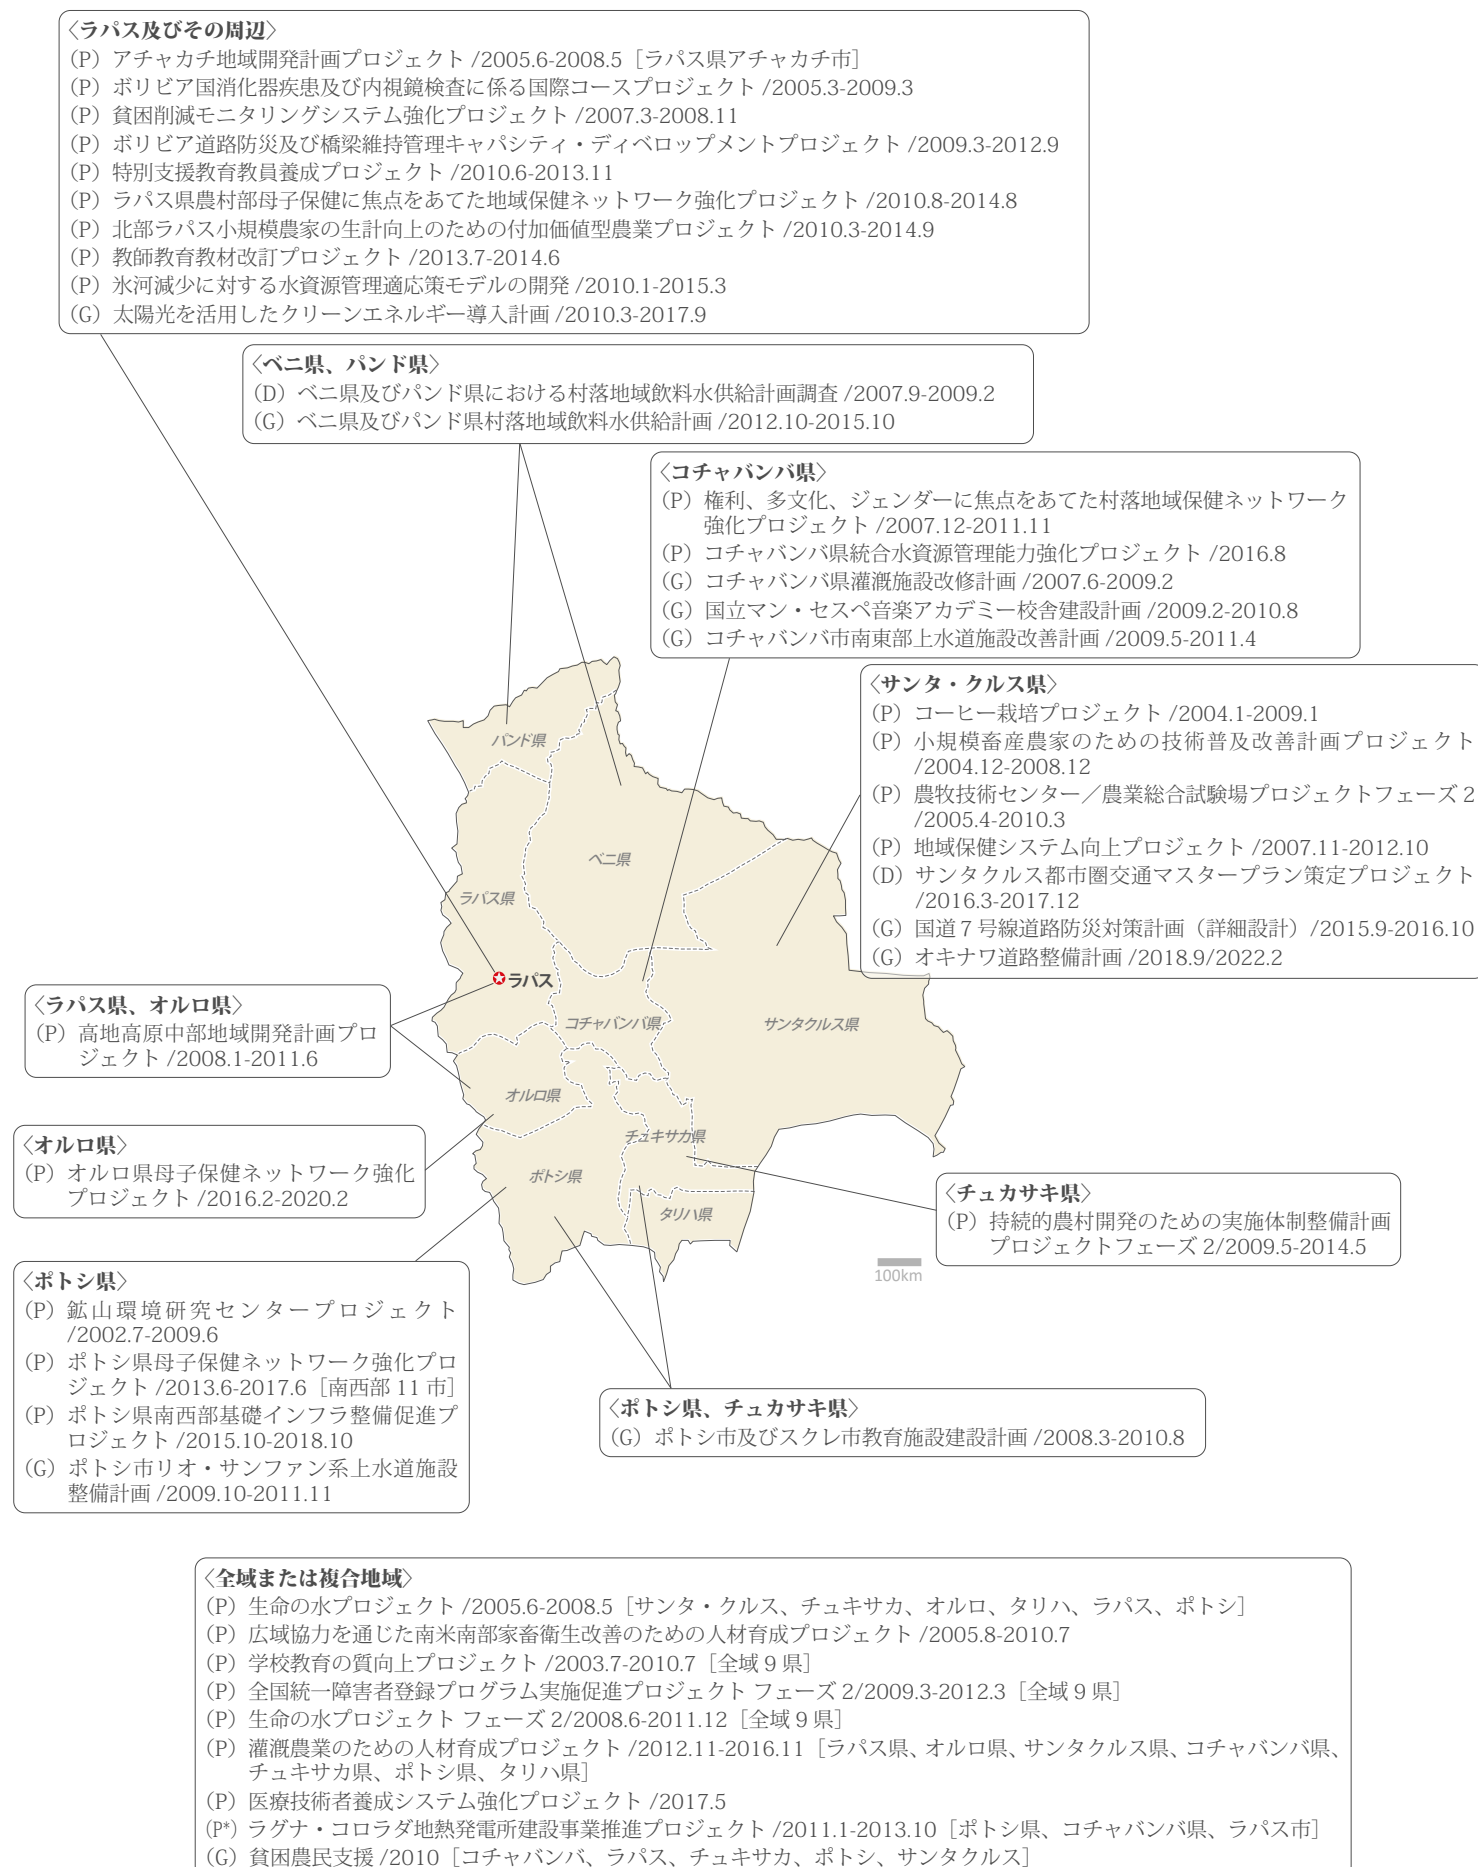 〈ラパス及びその周辺〉
(P) アチャカチ地域開発計画プロジェクト /2005.6-2008.5［ラパス県アチャカチ市］
(P) ボリビア国消化器疾患及び内視鏡検査に係る国際コースプロジェクト /2005.3-2009.3
(P) 貧困削減モニタリングシステム強化プロジェクト /2007.3-2008.11
(P) ボリビア道路防災及び橋梁維持管理キャパシティ・ディベロップメントプロジェクト /2009.3-2012.9
(P) 特別支援教育教員養成プロジェクト /2010.6-2013.11
(P) ラパス県農村部母子保健に焦点をあてた地域保健ネットワーク強化プロジェクト /2010.8-2014.8
(P) 北部ラパス小規模農家の生計向上のための付加価値型農業プロジェクト /2010.3-2014.9
(P) 教師教育教材改訂プロジェクト /2013.7-2014.6
(P) 氷河減少に対する水資源管理適応策モデルの開発 /2010.1-2015.3
(G) 太陽光を活用したクリーンエネルギー導入計画 /2010.3-2017.9
〈ベニ県、パンド県〉
(D) ベニ県及びパンド県における村落地域飲料水供給計画調査 /2007.9-2009.2
(G) ベニ県及びパンド県村落地域飲料水供給計画 /2012.10-2015.10
〈コチャバンバ県〉
(P) 権利、多文化、ジェンダーに焦点をあてた村落地域保健ネットワーク
強化プロジェクト /2007.12-2011.11
(P) コチャバンバ県統合水資源管理能力強化プロジェクト /2016.8
(G) コチャバンバ県灌漑施設改修計画 /2007.6-2009.2
(G) 国立マン・セスペ音楽アカデミー校舎建設計画 /2009.2-2010.8
(G) コチャバンバ市南東部上水道施設改善計画 /2009.5-2011.4
〈サンタ・クルス県〉
(P) コーヒー栽培プロジェクト /2004.1-2009.1
(P) 小規模畜産農家のための技術普及改善計画プロジェクト
/2004.12-2008.12
(P) 農牧技術センター／農業総合試験場プロジェクトフェーズ 2
/2005.4-2010.3
(P) 地域保健システム向上プロジェクト /2007.11-2012.10
(D) サンタクルス都市圏交通マスタープラン策定プロジェクト
/2016.3-2017.12
(G) 国道 7 号線道路防災対策計画（詳細設計）/2015.9-2016.10
(G) オキナワ道路整備計画 /2018.9/2022.2
パンド県
ベニ県
ラパス県
ラパス
コチャバンバ県
サンタクルス県
オルロ県
チュキサカ県
ポトシ県
タリハ県
100km
〈ラパス県、オルロ県〉
(P) 高地高原中部地域開発計画プロ
ジェクト /2008.1-2011.6
〈オルロ県〉
(P) オルロ県母子保健ネットワーク強化
プロジェクト /2016.2-2020.2
〈チュカサキ県〉
(P) 持続的農村開発のための実施体制整備計画
プロジェクトフェーズ 2/2009.5-2014.5
〈ポトシ県〉
(P) 鉱山環境研究センタープロジェクト
/2002.7-2009.6
(P) ポトシ県母子保健ネットワーク強化プロ
ジェクト /2013.6-2017.6［南西部 11 市］
(P) ポトシ県南西部基礎インフラ整備促進プ
ロジェクト /2015.10-2018.10
(G) ポトシ市リオ・サンファン系上水道施設
整備計画 /2009.10-2011.11
〈ポトシ県、チュカサキ県〉
(G) ポトシ市及びスクレ市教育施設建設計画 /2008.3-2010.8
〈全域または複合地域〉
(P) 生命の水プロジェクト /2005.6-2008.5［サンタ・クルス、チュキサカ、オルロ、タリハ、ラパス、ポトシ］
(P) 広域協力を通じた南米南部家畜衛生改善のための人材育成プロジェクト /2005.8-2010.7
(P) 学校教育の質向上プロジェクト /2003.7-2010.7［全域 9 県］
(P) 全国統一障害者登録プログラム実施促進プロジェクト フェーズ 2/2009.3-2012.3［全域 9 県］
(P) 生命の水プロジェクト フェーズ 2/2008.6-2011.12［全域 9 県］
(P) 灌漑農業のための人材育成プロジェクト /2012.11-2016.11［ラパス県、オルロ県、サンタクルス県、コチャバンバ県、
チュキサカ県、ポトシ県、タリハ県］
(P) 医療技術者養成システム強化プロジェクト /2017.5
(P*) ラグナ・コロラダ地熱発電所建設事業推進プロジェクト /2011.1-2013.10［ポトシ県、コチャバンバ県、ラパス市］
(G) 貧困農民支援 /2010［コチャバンバ、ラパス、チュキサカ、ポトシ、サンタクルス］